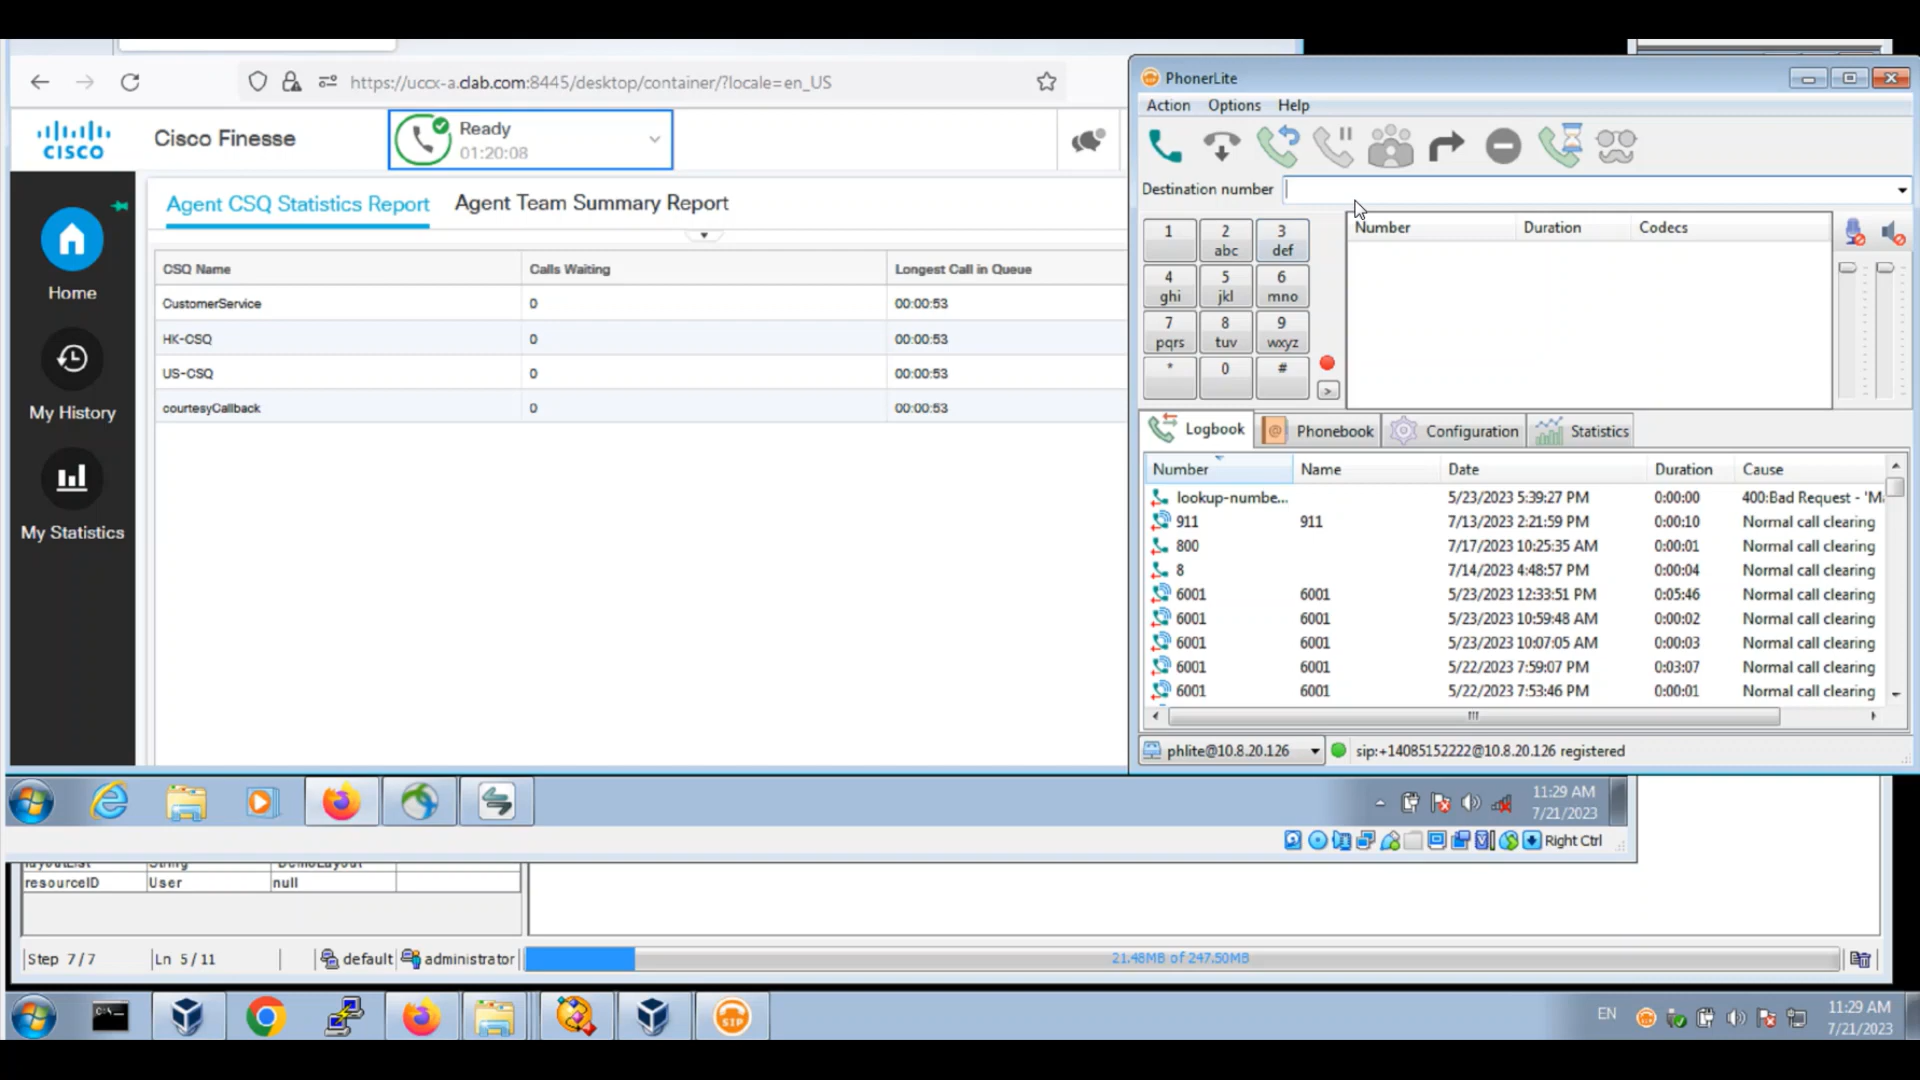 https://uccx-a.dab.com:8445/desktop/container/?locale=en_US
CISCO
Cisco Finesse
Ready
01:20:08
Home
My History
My Statistics
Agent CSQ Statistics Report
Agent Team Summary Report
CSQ Name Calls Waiting Longest Call in Queue
CustomerService 0 00:00:53
HK-CSQ 0 00:00:53
US-CSQ 0 00:00:53
courtesyCallback 0 00:00:53
PhonerLite
Action Options Help
Destination number
1 2 abc 3 def
4 ghi 5 jkl 6 mno
7 pqrs 8 tuv 9 wxyz
* 0 #
>
Number Duration Codecs
Logbook Phonebook Configuration Statistics
Number Name Date Duration Cause
lookup-numbe... 5/23/2023 5:39:27 PM 0:00:00 400:Bad Request - 'M
911 911 7/13/2023 2:21:59 PM 0:00:10 Normal call clearing
800 7/17/2023 10:25:35 AM 0:00:01 Normal call clearing
8 7/14/2023 4:48:57 PM 0:00:04 Normal call clearing
6001 6001 5/23/2023 12:33:51 PM 0:05:46 Normal call clearing
6001 6001 5/23/2023 10:59:48 AM 0:00:02 Normal call clearing
6001 6001 5/23/2023 10:07:05 AM 0:00:03 Normal call clearing
6001 6001 5/22/2023 7:59:07 PM 0:03:07 Normal call clearing
6001 6001 5/22/2023 7:53:46 PM 0:00:01 Normal call clearing
phlite@10.8.20.126 sip:+14085152222@10.8.20.126 registered
11:29 AM
7/21/2023
Right Ctrl
layoutList String DemoLayout
resourceID User null
Step 7/7 Ln 5/11 default administrator 21.48MB of 247.50MB
C:\
SIP
EN
11:29 AM
7/21/2023